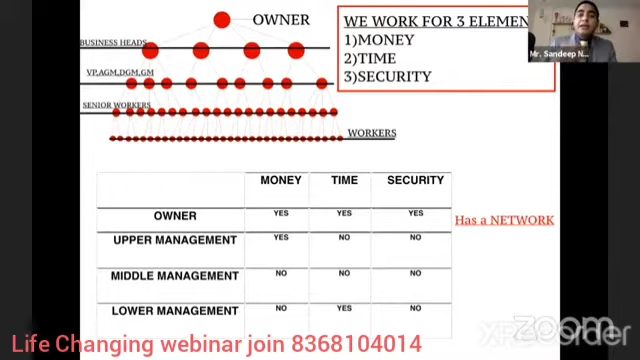 OWNER
BUSINESS HEADS
VP,AGM,DGM,GM
SENIOR WORKERS
WORKERS
WE WORK FOR 3 ELEMEN
1)MONEY
2)TIME
3)SECURITY
Mr. Sandeep N...
MONEY TIME SECURITY
OWNER YES YES YES
UPPER MANAGEMENT YES NO NO
MIDDLE MANAGEMENT NO NO NO
LOWER MANAGEMENT NO YES NO
Has a NETWORK
zoom
Life Changing webinar join 8368104014